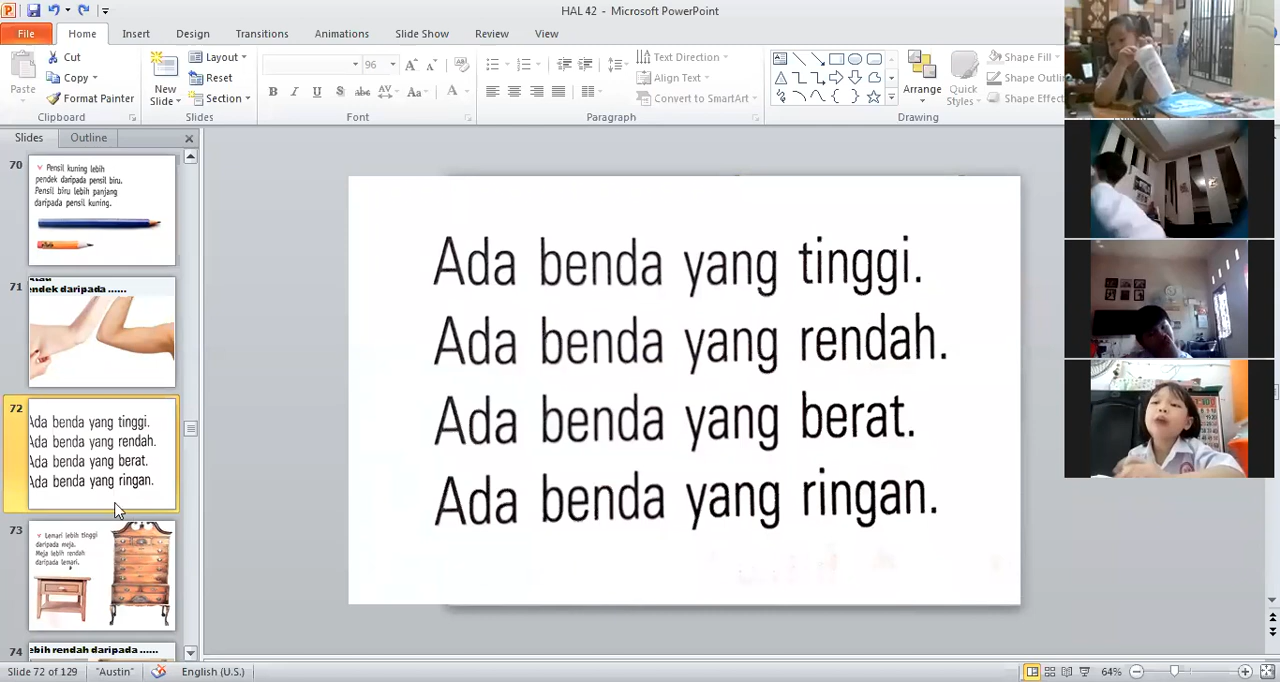 HAL 42 - Microsoft PowerPoint
File Home Insert Design Transitions Animations Slide Show Review View
Paste
Cut
Copy
Format Painter
Clipboard
New Slide
Layout
Reset
Section
Slides
96
B I U S abc AV Aa A
Font
Text Direction
Align Text
Convert to SmartArt
Paragraph
Arrange
Quick Styles
Shape Fill
Shape Outli
Shape Effect
Drawing
Slides Outline
70
Pensil kuning lebih
pendek daripada pensil biru.
Pensil biru lebih panjang
daripada pensil kuning.
71
endek daripada ......
72
Ada benda yang tinggi.
Ada benda yang rendah.
Ada benda yang berat.
Ada benda yang ringan.
73
Lemari lebih tinggi
daripada meja.
Meja lebih rendah
daripada lemari.
74
ebih rendah daripada ......
Ada benda yang tinggi.
Ada benda yang rendah.
Ada benda yang berat.
Ada benda yang ringan.
Slide 72 of 129 "Austin" English (U.S.) 64%